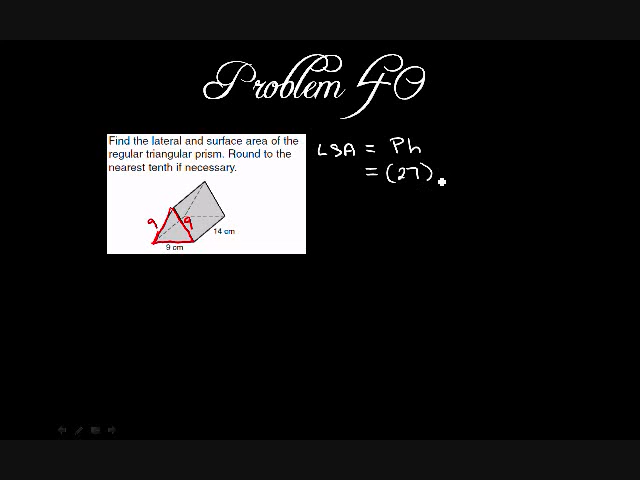 Problem 40
Find the lateral and surface area of the
regular triangular prism. Round to the
nearest tenth if necessary.
LSA = Ph
= (27)
9
9
14 cm
9 cm